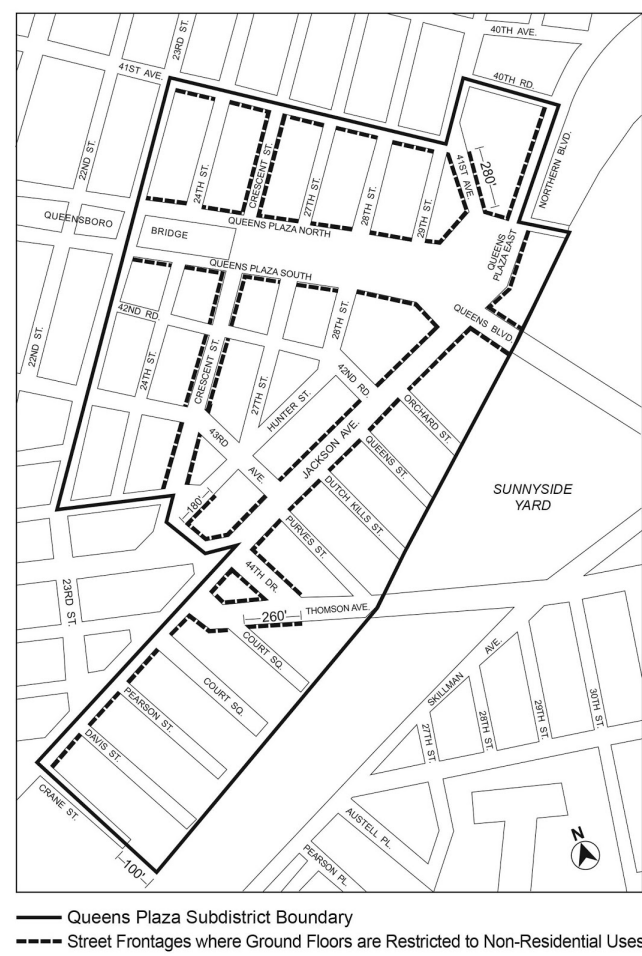 40TH AVE.
23RD ST.
41ST AVE.
40TH RD.
22ND ST.
24TH ST.
CRESCENT ST.
27TH ST.
28TH ST.
29TH ST.
41ST AVE.
280'
NORTHERN BLVD.
QUEENSBORO
BRIDGE
QUEENS PLAZA NORTH
QUEENS
PLAZA EAST
QUEENS PLAZA SOUTH
QUEENS BLVD.
42ND RD.
22ND ST.
24TH ST.
CRESCENT ST.
27TH ST.
28TH ST.
42ND RD.
HUNTER ST.
43RD
AVE.
JACKSON AVE.
ORCHARD ST.
QUEENS ST.
DUTCH KILLS ST.
PURVES ST.
SUNNYSIDE
YARD
180'
44TH DR.
23RD ST.
260'
THOMSON AVE.
COURT SQ.
COURT SQ.
PEARSON ST.
DAVIS ST.
CRANE ST.
100'
SKILLMAN
AVE.
27TH ST.
28TH ST.
29TH ST.
30TH ST.
AUSTELL PL.
PEARSON PL.
N
Queens Plaza Subdistrict Boundary
Street Frontages where Ground Floors are Restricted to Non-Residential Uses